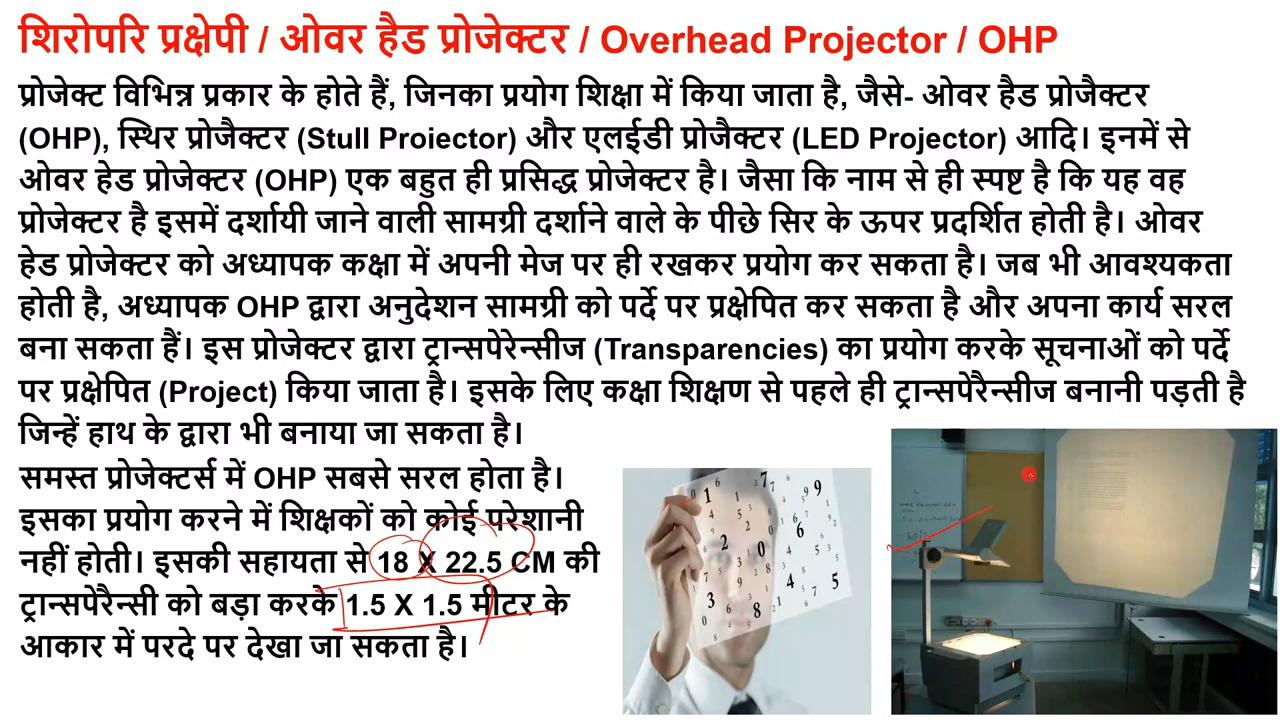 शिरोपरि प्रक्षेपी / ओवर हैड प्रोजेक्टर / Overhead Projector / OHP
प्रोजेक्ट विभिन्न प्रकार के होते हैं, जिनका प्रयोग शिक्षा में किया जाता है, जैसे- ओवर हैड प्रोजैक्टर
(OHP), स्थिर प्रोजैक्टर (Stull Proiector) और एलईडी प्रोजैक्टर (LED Projector) आदि। इनमें से
ओवर हेड प्रोजेक्टर (OHP) एक बहुत ही प्रसिद्ध प्रोजेक्टर है। जैसा कि नाम से ही स्पष्ट है कि यह वह
प्रोजेक्टर है इसमें दर्शायी जाने वाली सामग्री दर्शाने वाले के पीछे सिर के ऊपर प्रदर्शित होती है। ओवर
हेड प्रोजेक्टर को अध्यापक कक्षा में अपनी मेज पर ही रखकर प्रयोग कर सकता है। जब भी आवश्यकता
होती है, अध्यापक OHP द्वारा अनुदेशन सामग्री को पर्दे पर प्रक्षेपित कर सकता है और अपना कार्य सरल
बना सकता हैं। इस प्रोजेक्टर द्वारा ट्रान्सपेरेन्सीज (Transparencies) का प्रयोग करके सूचनाओं को पर्दे
पर प्रक्षेपित (Project) किया जाता है। इसके लिए कक्षा शिक्षण से पहले ही ट्रान्सपेरैन्सीज बनानी पड़ती है
जिन्हें हाथ के द्वारा भी बनाया जा सकता है।
समस्त प्रोजेक्टर्स में OHP सबसे सरल होता है।
इसका प्रयोग करने में शिक्षकों को कोई परेशानी
नहीं होती। इसकी सहायता से 18 X 22.5 CM की
ट्रान्सपेरैन्सी को बड़ा करके 1.5 X 1.5 मीटर के
आकार में परदे पर देखा जा सकता है।